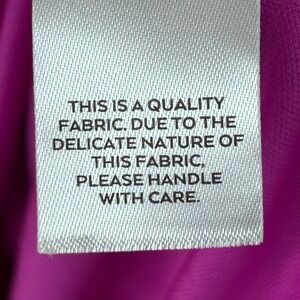 THIS IS A QUALITY
FABRIC. DUE TO THE
DELICATE NATURE OF
THIS FABRIC,
PLEASE HANDLE
WITH CARE.